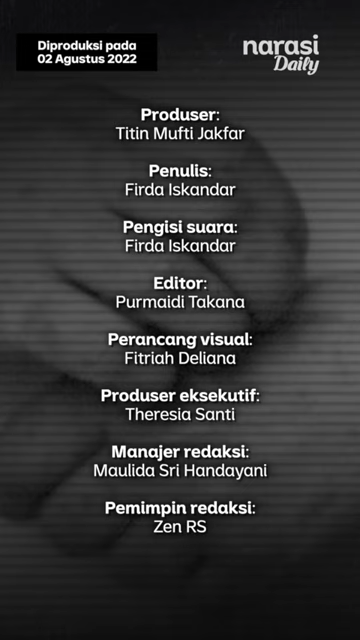 Diproduksi pada
02 Agustus 2022
narasi
Daily
Produser:
Titin Mufti Jakfar
Penulis:
Firda Iskandar
Pengisi suara:
Firda Iskandar
Editor:
Purmaidi Takana
Perancang visual:
Fitriah Deliana
Produser eksekutif:
Theresia Santi
Manajer redaksi:
Maulida Sri Handayani
Pemimpin redaksi:
Zen RS